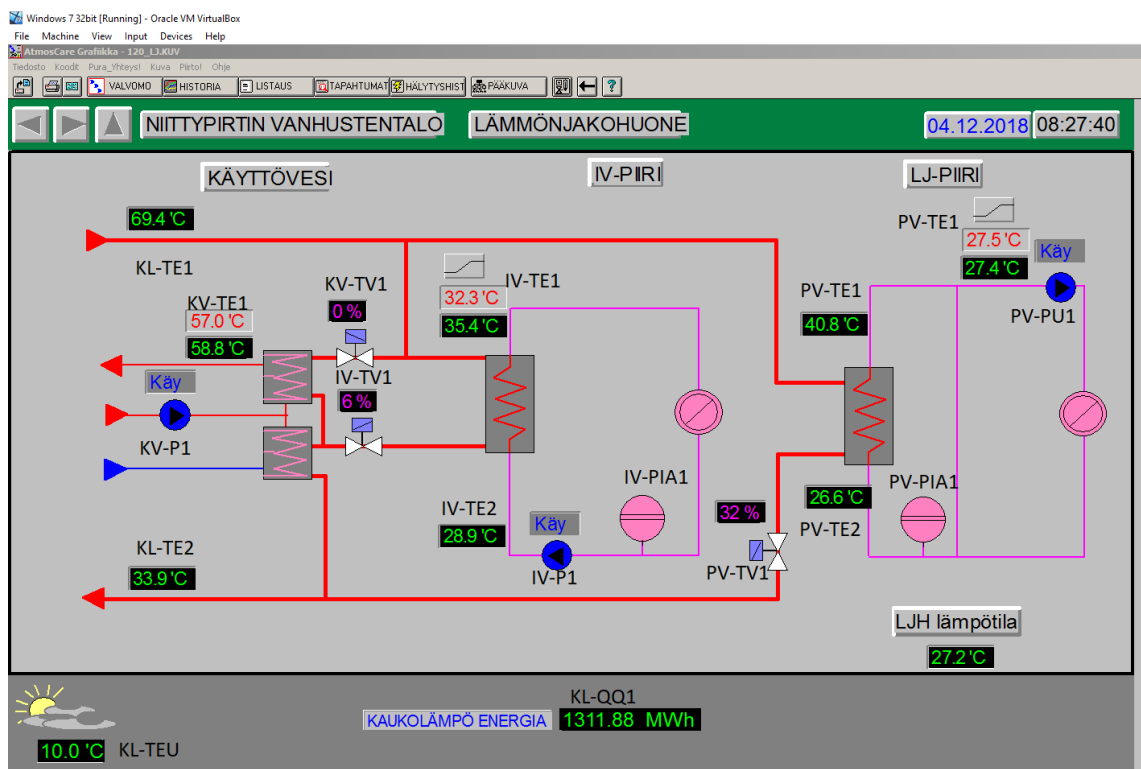 Windows 7 32bit [Running] - Oracle VM VirtualBox
File Machine View Input Devices Help
AtmosCare Grafiikka - 120_LJ.KUV
Tiedosto Koodit Pura_Yhteys! Kuva Piirto! Ohje
VALVOMO HISTORIA LISTAUS TAPAHTUMAT HÄLYTYSHIST PÄÄKUVA
NIITTYPIRTIN VANHUSTENTALO LÄMMÖNJAKOHUONE 04.12.2018 08:27:40
KÄYTTÖVESI IV-PIIRI LJ-PIIRI
69.4 'C
PV-TE1
27.5 'C
Käy
27.4 'C
KL-TE1
KV-TV1
IV-TE1
PV-TE1
KV-TE1
0 %
32.3 'C
57.0 'C
35.4 'C
40.8 'C
PV-PU1
58.8 'C
Käy
IV-TV1
6 %
KV-P1
IV-PIA1
PV-PIA1
26.6 'C
IV-TE2
32 %
28.9 'C
Käy
PV-TE2
KL-TE2
IV-P1
PV-TV1
33.9 'C
LJH lämpötila
27.2 'C
KL-QQ1
KAUKOLÄMPÖ ENERGIA 1311.88 MWh
10.0 'C KL-TEU